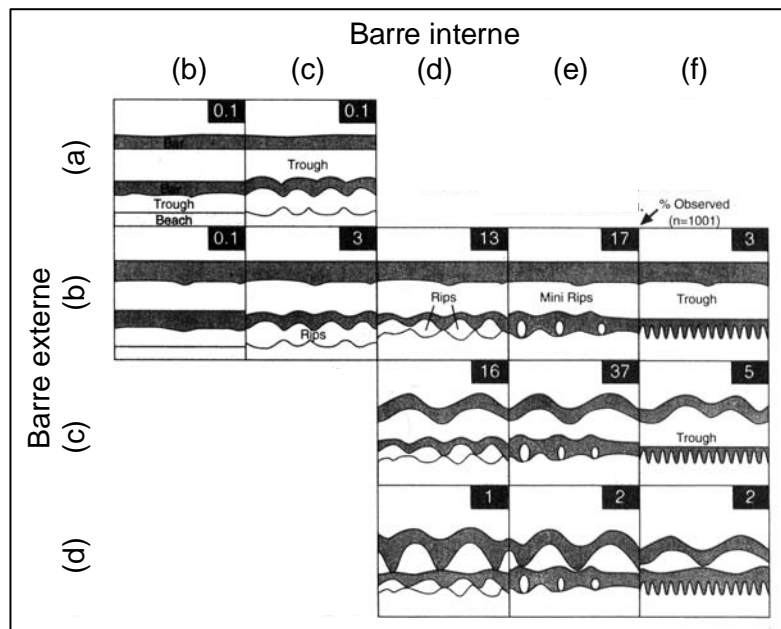 Barre interne
(b) (c) (d) (e) (f)
Barre externe
(a)
0.1 0.1
Bar
Trough
Bar
Trough
Beach
% Observed
(n=1001)
(b)
0.1 3 13 17 3
Rips Mini Rips Trough
Rips
(c)
16 37 5
Trough
(d)
1 2 2